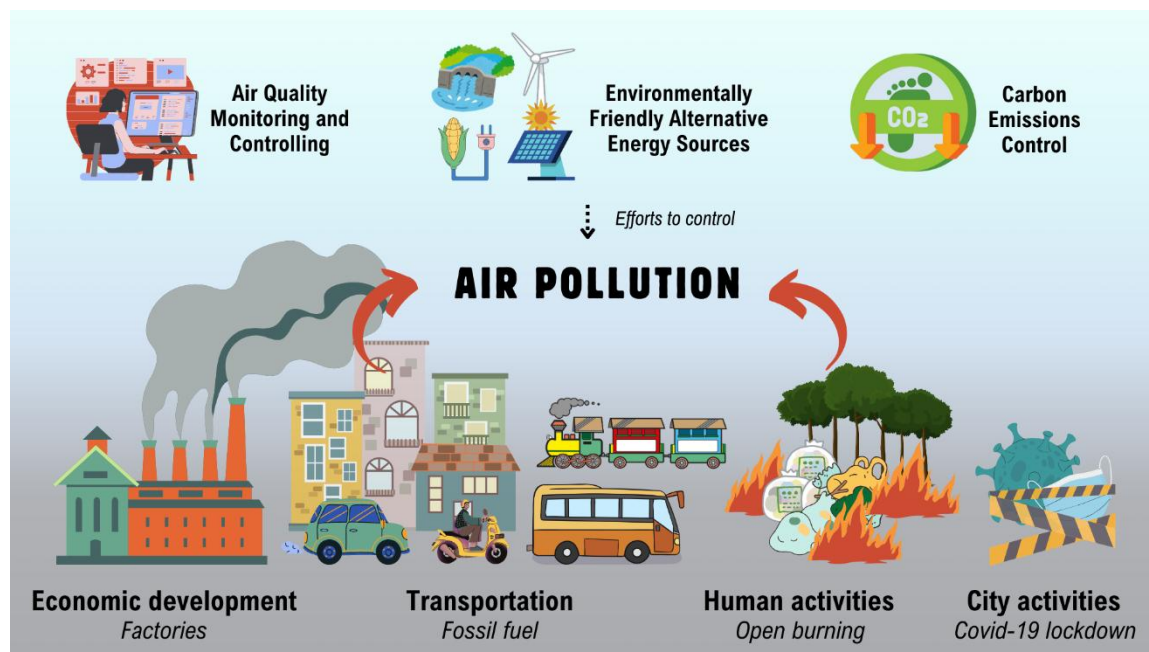 Air Quality
Monitoring and
Controlling
Environmentally
Friendly Alternative
Energy Sources
CO₂
Carbon
Emissions
Control
Efforts to control
AIR POLLUTION
Economic development
Factories
Transportation
Fossil fuel
Human activities
Open burning
City activities
Covid-19 lockdown